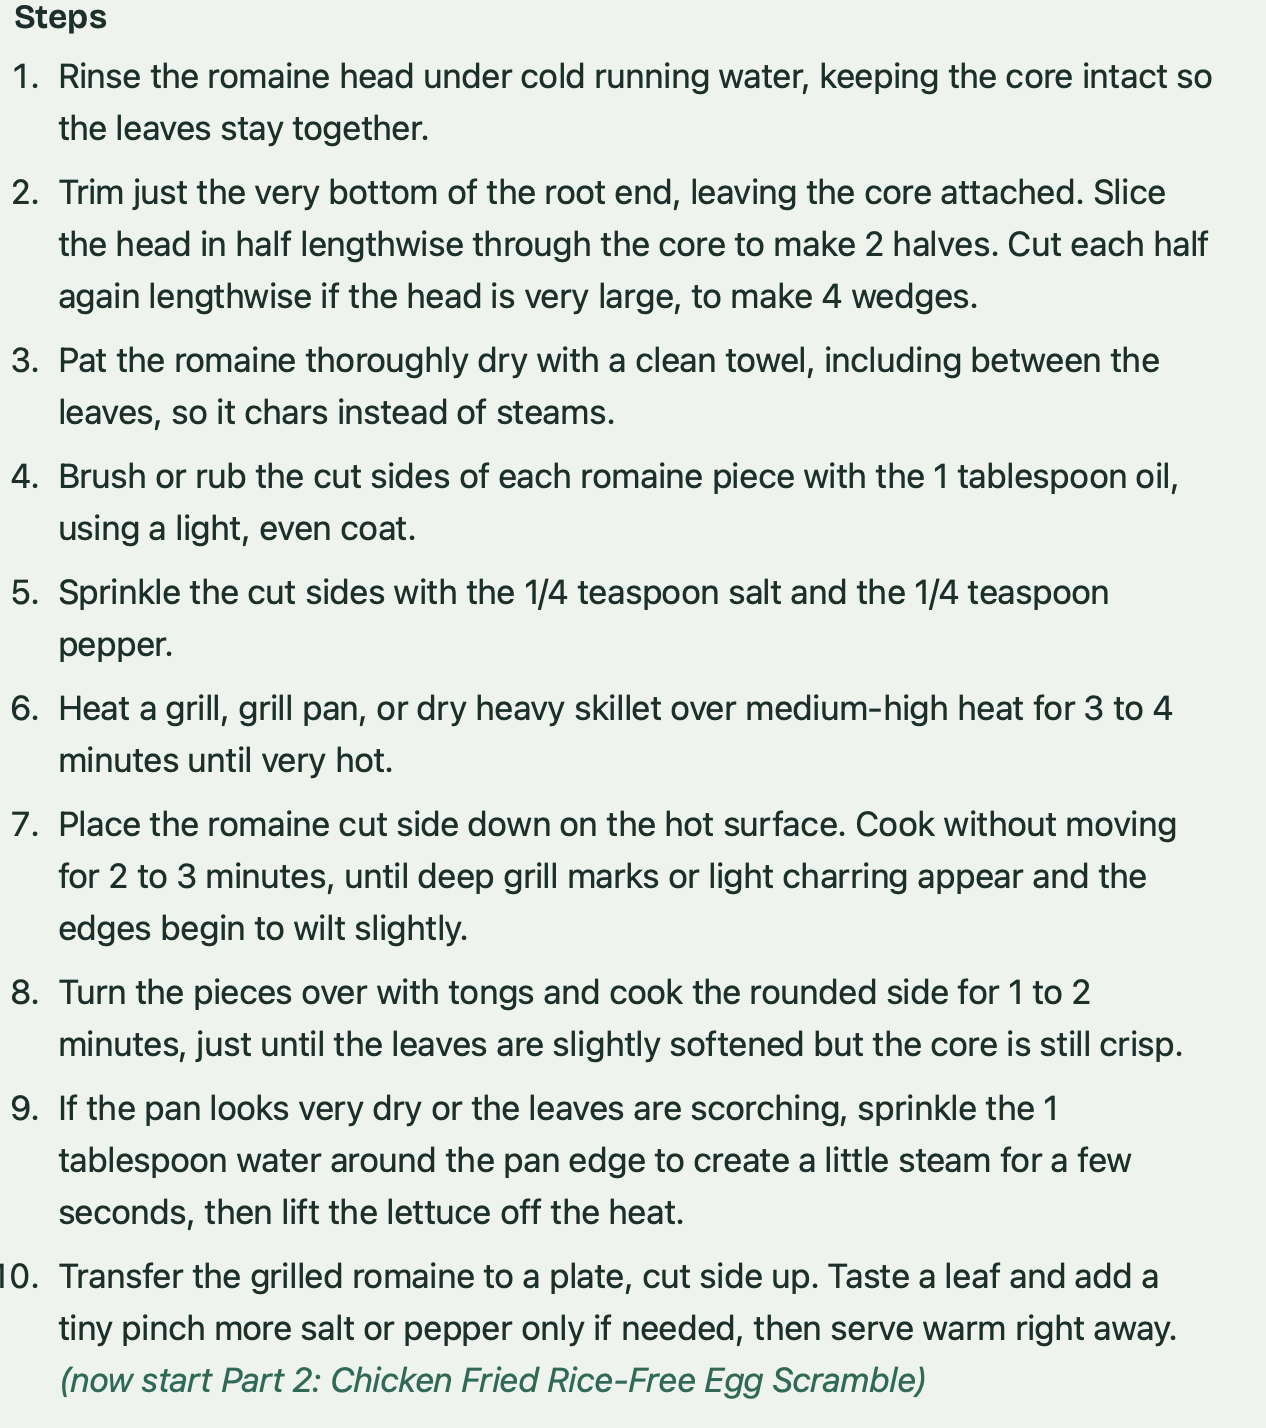 Steps
1. Rinse the romaine head under cold running water, keeping the core intact so
the leaves stay together.
2. Trim just the very bottom of the root end, leaving the core attached. Slice
the head in half lengthwise through the core to make 2 halves. Cut each half
again lengthwise if the head is very large, to make 4 wedges.
3. Pat the romaine thoroughly dry with a clean towel, including between the
leaves, so it chars instead of steams.
4. Brush or rub the cut sides of each romaine piece with the 1 tablespoon oil,
using a light, even coat.
5. Sprinkle the cut sides with the 1/4 teaspoon salt and the 1/4 teaspoon
pepper.
6. Heat a grill, grill pan, or dry heavy skillet over medium-high heat for 3 to 4
minutes until very hot.
7. Place the romaine cut side down on the hot surface. Cook without moving
for 2 to 3 minutes, until deep grill marks or light charring appear and the
edges begin to wilt slightly.
8. Turn the pieces over with tongs and cook the rounded side for 1 to 2
minutes, just until the leaves are slightly softened but the core is still crisp.
9. If the pan looks very dry or the leaves are scorching, sprinkle the 1
tablespoon water around the pan edge to create a little steam for a few
seconds, then lift the lettuce off the heat.
10. Transfer the grilled romaine to a plate, cut side up. Taste a leaf and add a
tiny pinch more salt or pepper only if needed, then serve warm right away.
(now start Part 2: Chicken Fried Rice-Free Egg Scramble)